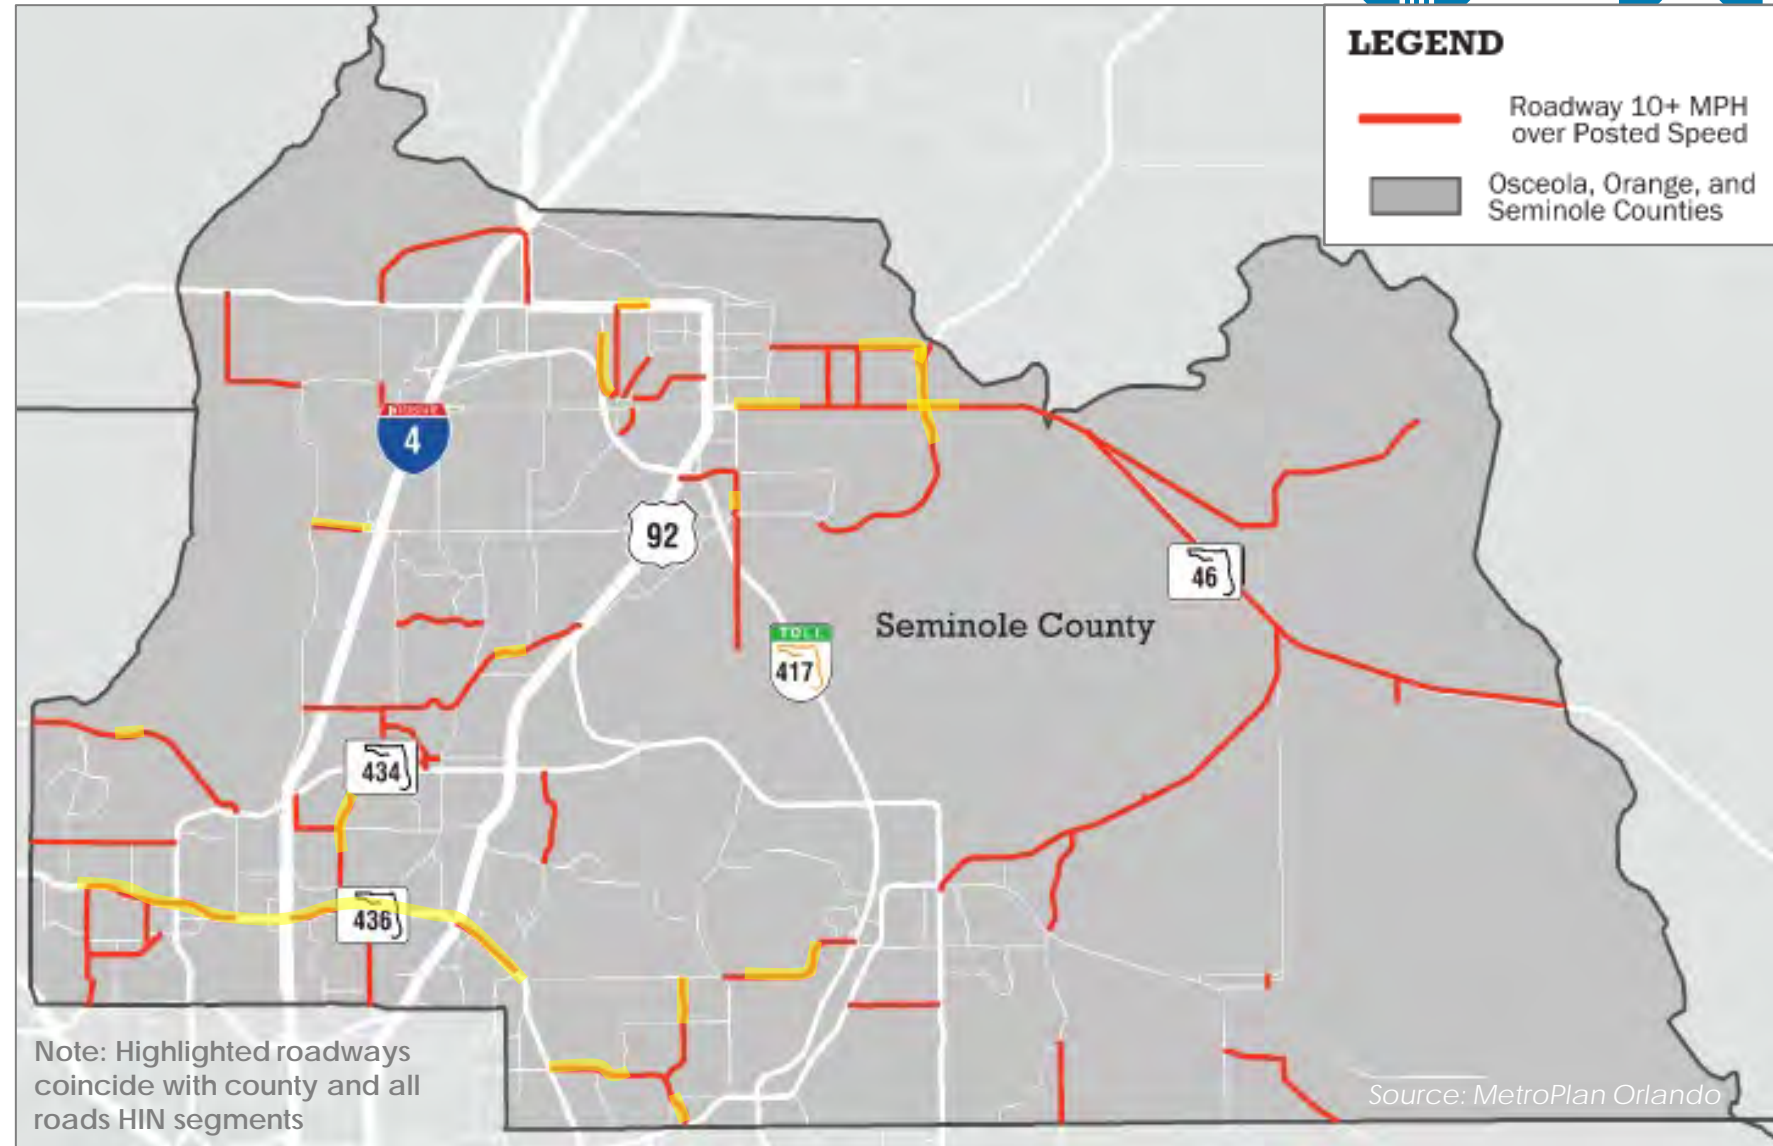 LEGEND
Roadway 10+ MPH
over Posted Speed
Osceola, Orange, and
Seminole Counties
4
92
46
Seminole County
TOLL
417
434
436
Note: Highlighted roadways
coincide with county and all
roads HIN segments
Source: MetroPlan Orlando